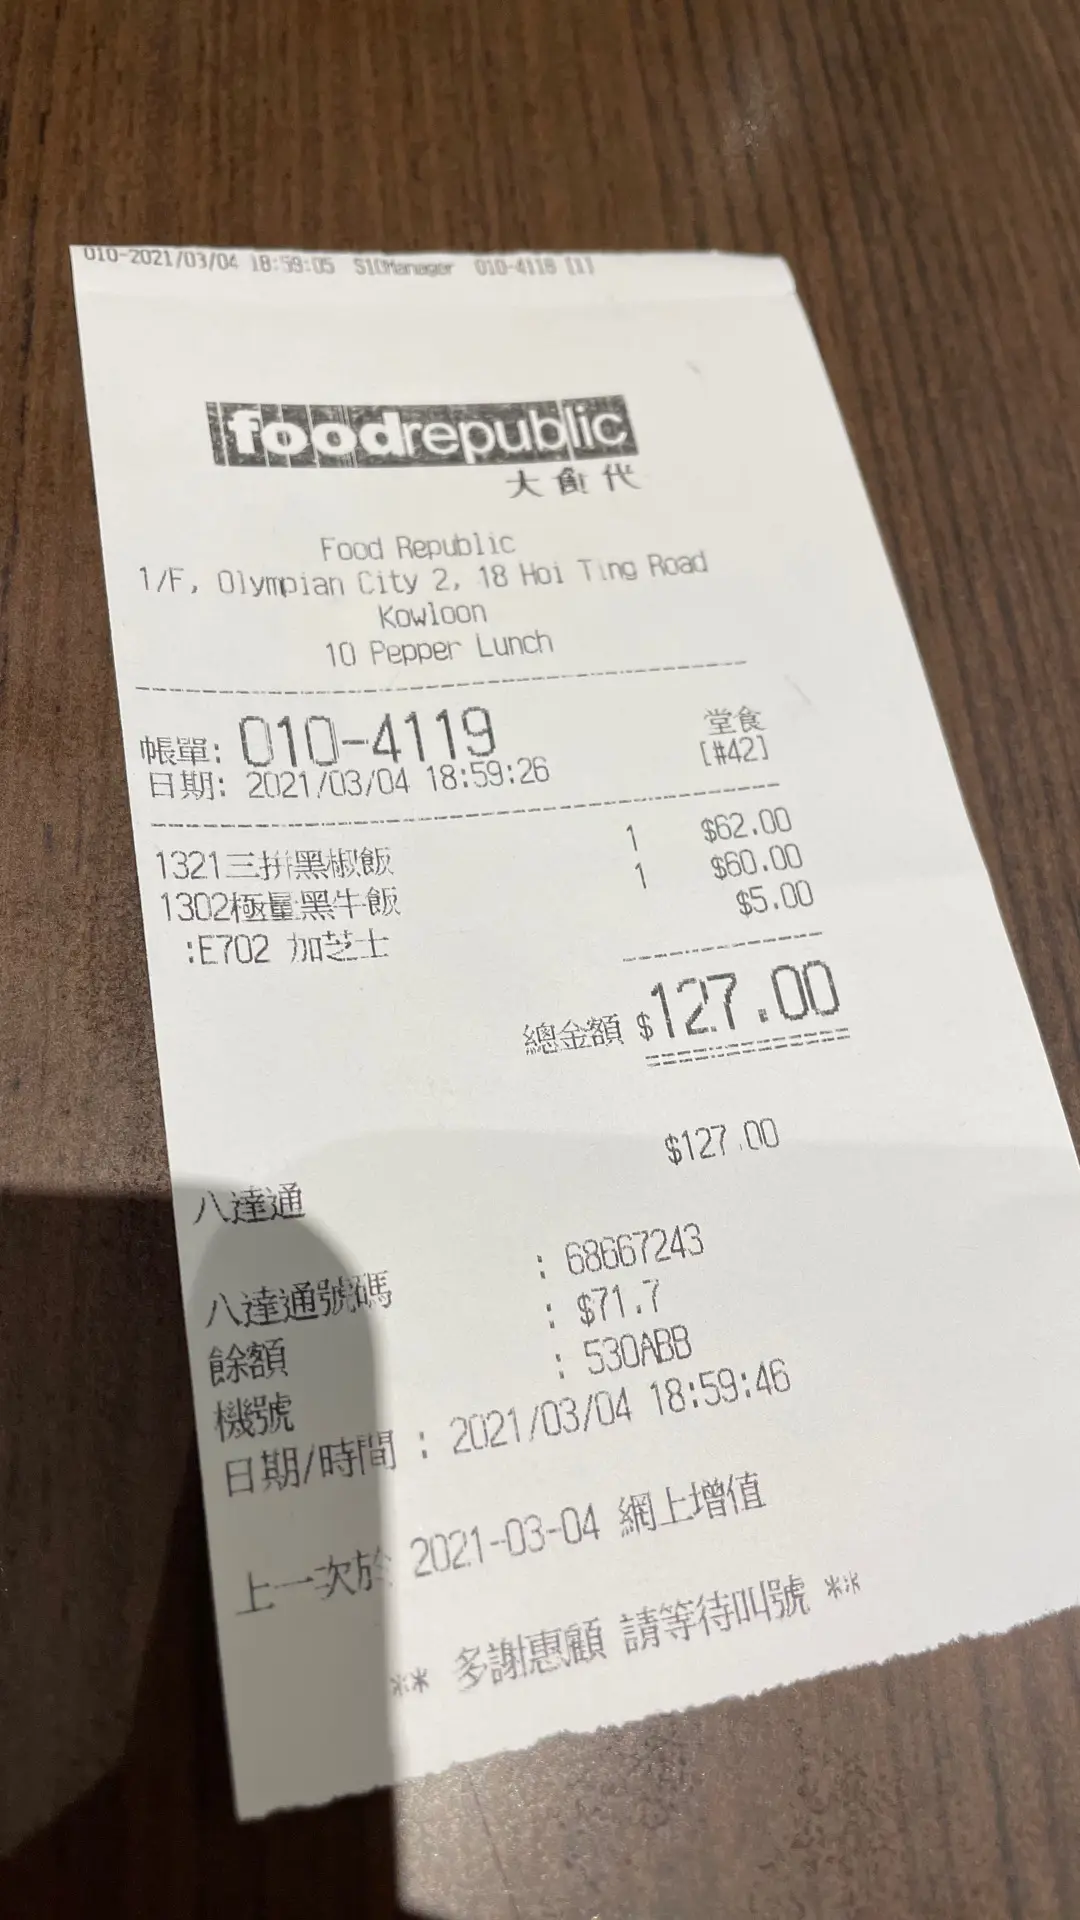 010-2021/03/04 18:59:05 SIDManager 010-4118 [1]
foodrepublic
大食代
Food Republic
1/F, Olympian City 2, 18 Hoi Ting Road
Kowloon
10 Pepper Lunch
帳單: 010-4119 堂食
日期: 2021/03/04 18:59:26 [#42]
1321三拼黑椒飯 1 $62.00
1302極量黑牛飯 1 $60.00
:E702 加芝士 $5.00
總金額 $127.00
八達通 $127.00
八達通號碼 : 68667243
餘額 : $71.7
機號 : 530ABB
日期/時間 : 2021/03/04 18:59:46
上一次於 2021-03-04 網上增值
** 多謝惠顧 請等待叫號 **